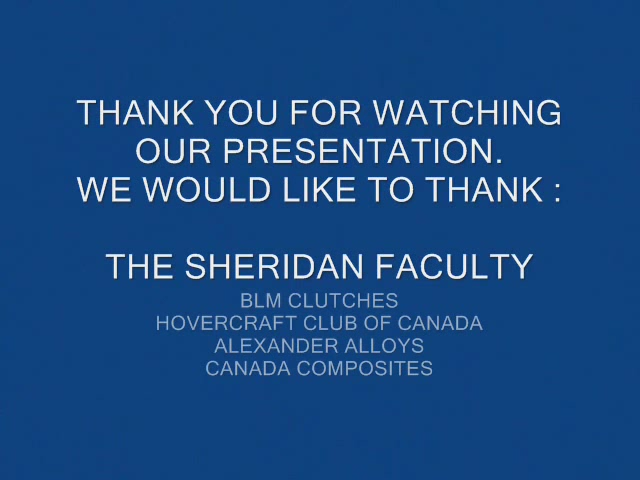 THANK YOU FOR WATCHING
OUR PRESENTATION.
WE WOULD LIKE TO THANK :
THE SHERIDAN FACULTY
BLM CLUTCHES
HOVERCRAFT CLUB OF CANADA
ALEXANDER ALLOYS
CANADA COMPOSITES